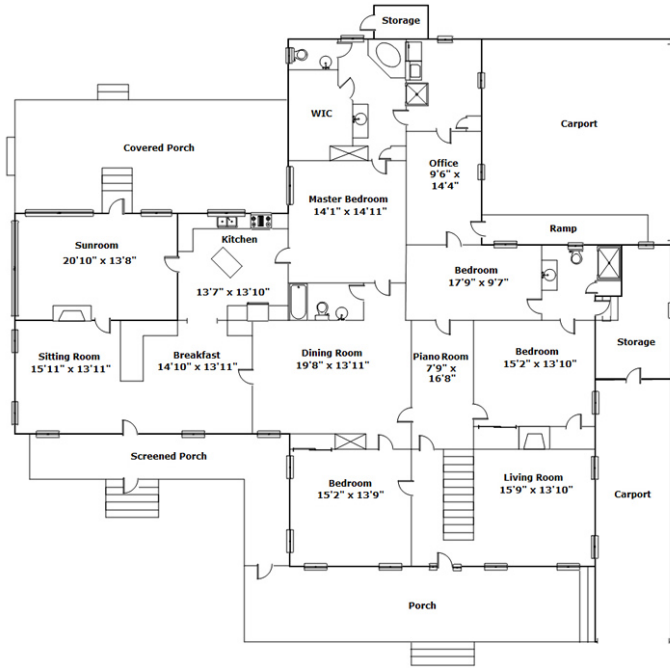 Storage
Carport
WIC
Covered Porch
Office
9'6" x
14'4"
Master Bedroom
14'1" x 14'11"
Ramp
Kitchen
Sunroom
20'10" x 13'8"
13'7" x 13'10"
Bedroom
17'9" x 9'7"
Storage
Sitting Room
15'11" x 13'11"
Breakfast
14'10" x 13'11"
Dining Room
19'8" x 13'11"
Piano Room
7'9" x
16'8"
Bedroom
15'2" x 13'10"
Screened Porch
Bedroom
15'2" x 13'9"
Living Room
15'9" x 13'10"
Carport
Porch